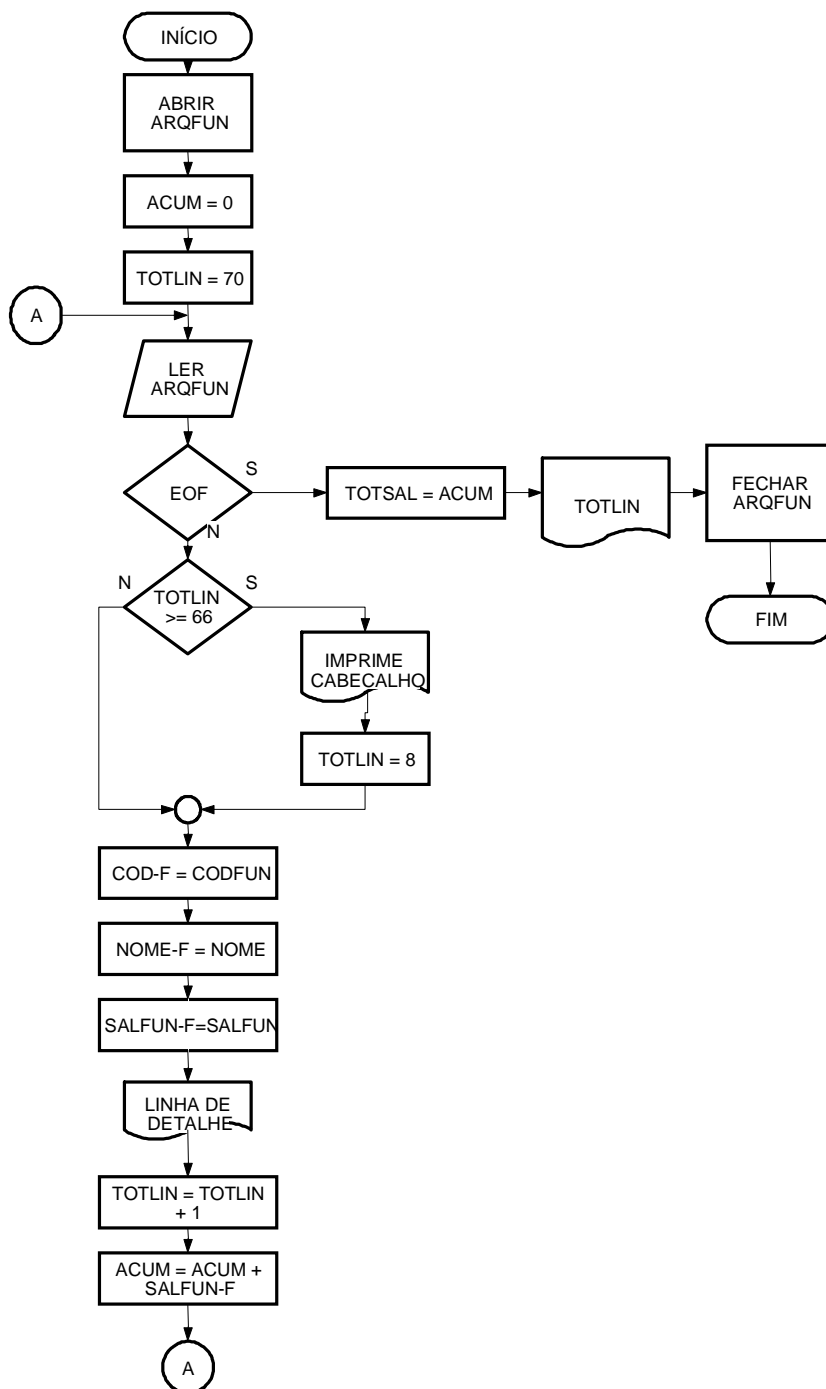 INÍCIO
ABRIR
ARQFUN
ACUM = 0
TOTLIN = 70
A
LER
ARQFUN
EOF
S
N
TOTSAL = ACUM
TOTLIN
FECHAR
ARQFUN
FIM
TOTLIN
>= 66
N
S
IMPRIME
CABECALHO
TOTLIN = 8
COD-F = CODFUN
NOME-F = NOME
SALFUN-F=SALFUN
LINHA DE
DETALHE
TOTLIN = TOTLIN
+ 1
ACUM = ACUM +
SALFUN-F
A